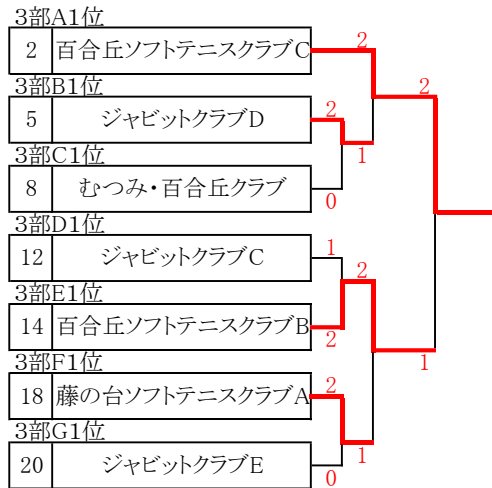 3部A1位
2 百合丘ソフトテニスクラブC
2
2
3部B1位
5 ジャビットクラブD
2
1
3部C1位
8 むつみ・百合丘クラブ
0
3部D1位
12 ジャビットクラブC
1
2
3部E1位
14 百合丘ソフトテニスクラブB
2
1
3部F1位
18 藤の台ソフトテニスクラブA
2
1
3部G1位
20 ジャビットクラブE
0